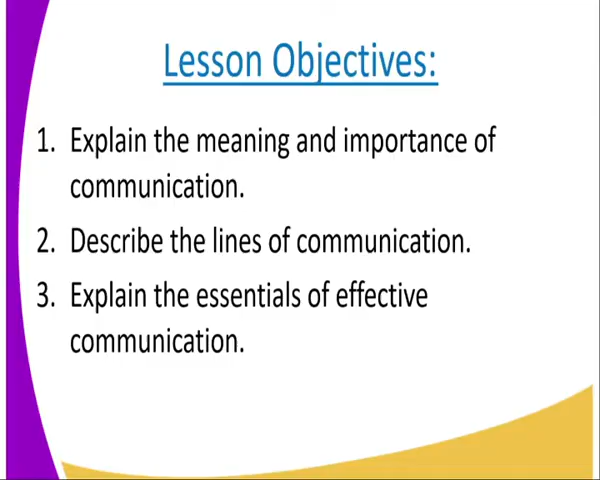 Lesson Objectives:
1. Explain the meaning and importance of
communication.
2. Describe the lines of communication.
3. Explain the essentials of effective
communication.